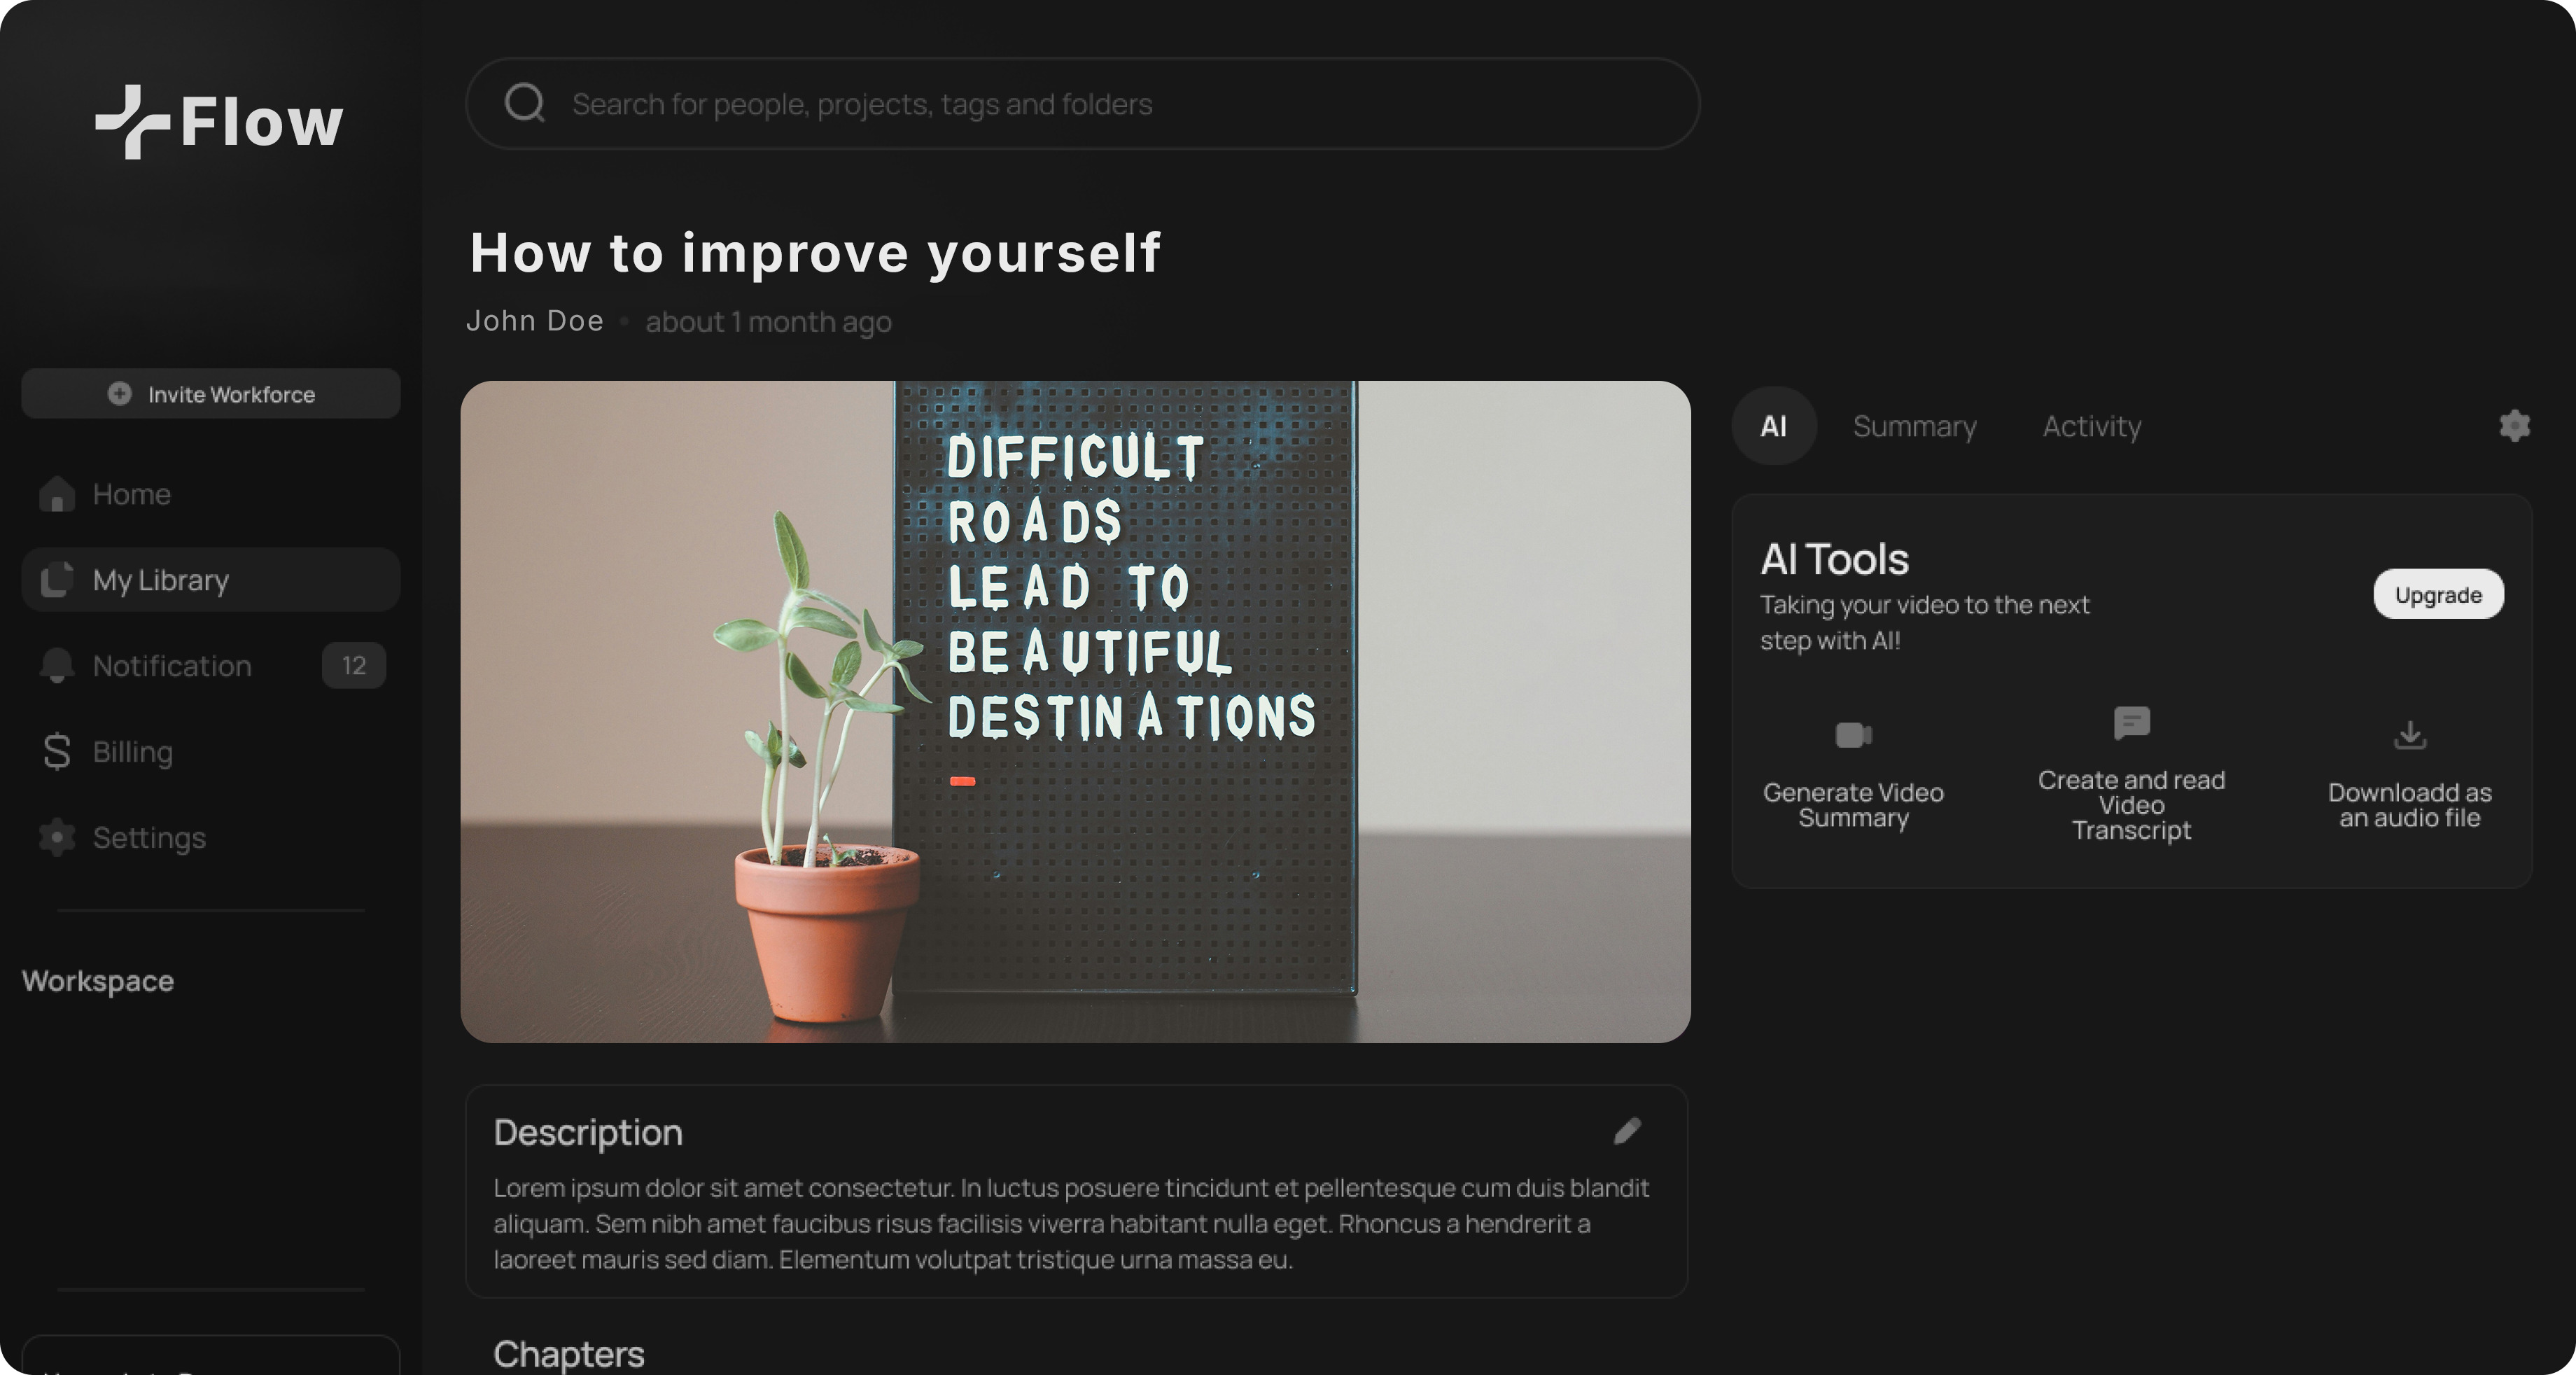 Flow
Invite Workforce
Home
My Library
Notification
12
Billing
Settings
Workspace
Search for people, projects, tags and folders
How to improve yourself
John Doe • about 1 month ago
DIFFICULT
ROADS
LEAD TO
BEAUTIFUL
DESTINATIONS
Description
Lorem ipsum dolor sit amet consectetur. In luctus posuere tincidunt et pellentesque cum duis blandit
aliquam. Sem nibh amet faucibus risus facilisis viverra habitant nulla eget. Rhoncus a hendrerit a
laoreet mauris sed diam. Elementum volutpat tristique urna massa eu.
Chapters
AI
Summary
Activity
AI Tools
Taking your video to the next
step with AI!
Upgrade
Generate Video
Summary
Create and read
Video
Transcript
Downloadd as
an audio file